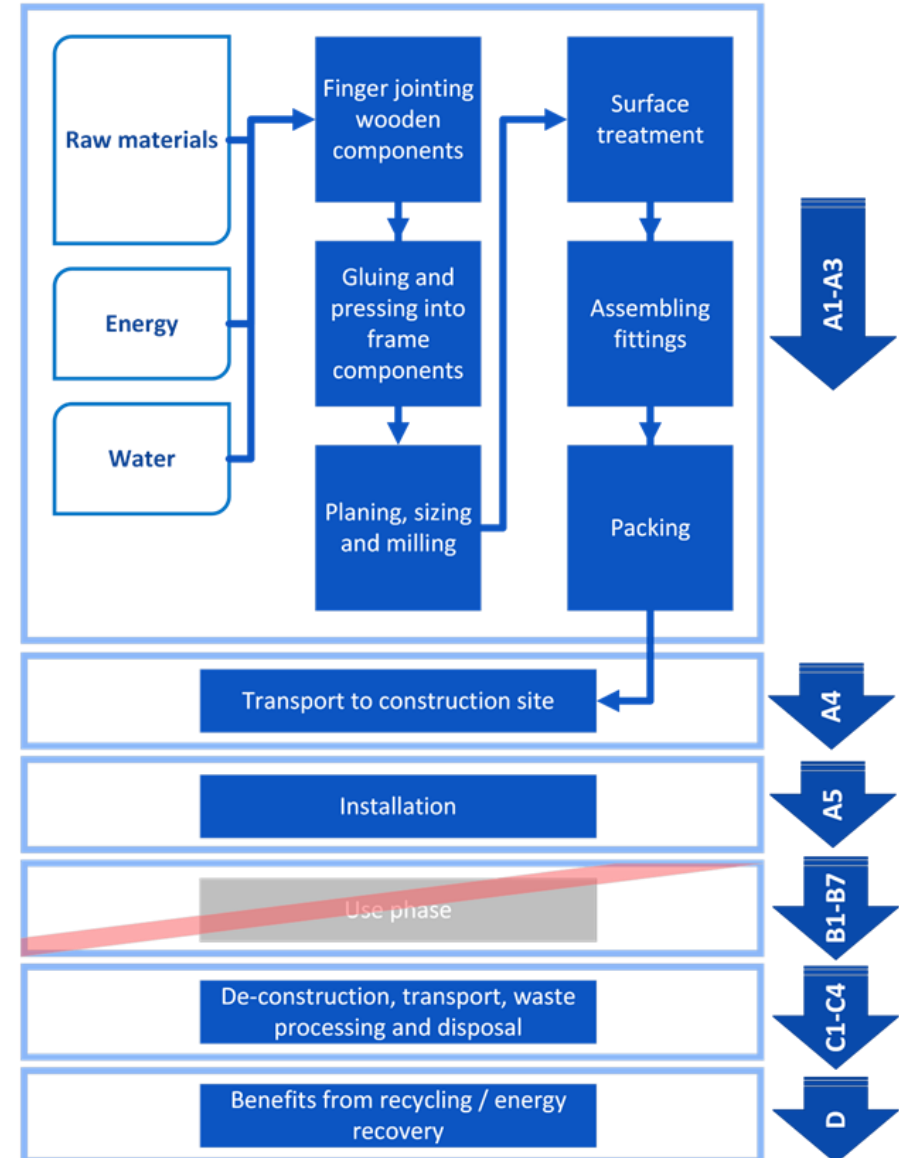 Raw materials
Energy
Water
Finger jointing
wooden
components
Gluing and
pressing into
frame
components
Planing, sizing
and milling
Surface
treatment
Assembling
fittings
Packing
A1-A3
Transport to construction site
A4
Installation
A5
Use phase
B1-B7
De-construction, transport, waste
processing and disposal
C1-C4
Benefits from recycling / energy
recovery
D